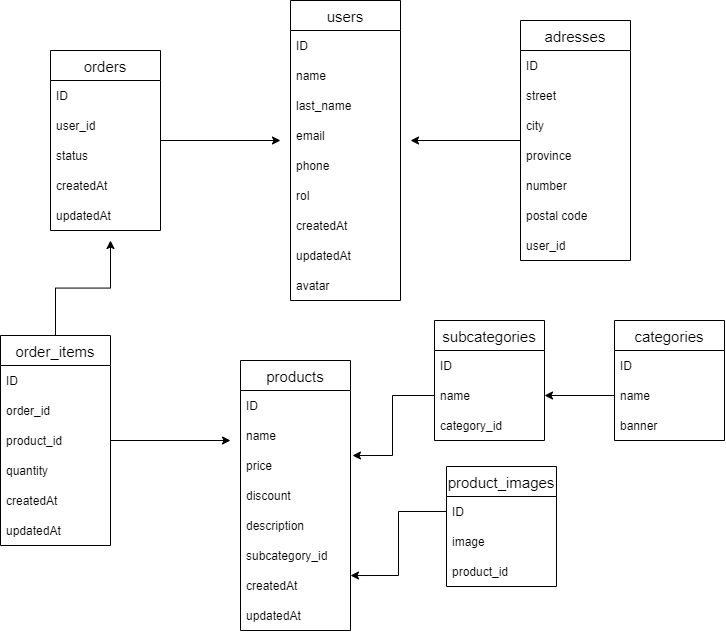 users
ID
name
last_name
email
phone
rol
createdAt
updatedAt
avatar
adresses
ID
street
city
province
number
postal code
user_id
orders
ID
user_id
status
createdAt
updatedAt
order_items
ID
order_id
product_id
quantity
createdAt
updatedAt
products
ID
name
price
discount
description
subcategory_id
createdAt
updatedAt
subcategories
ID
name
category_id
categories
ID
name
banner
product_images
ID
image
product_id